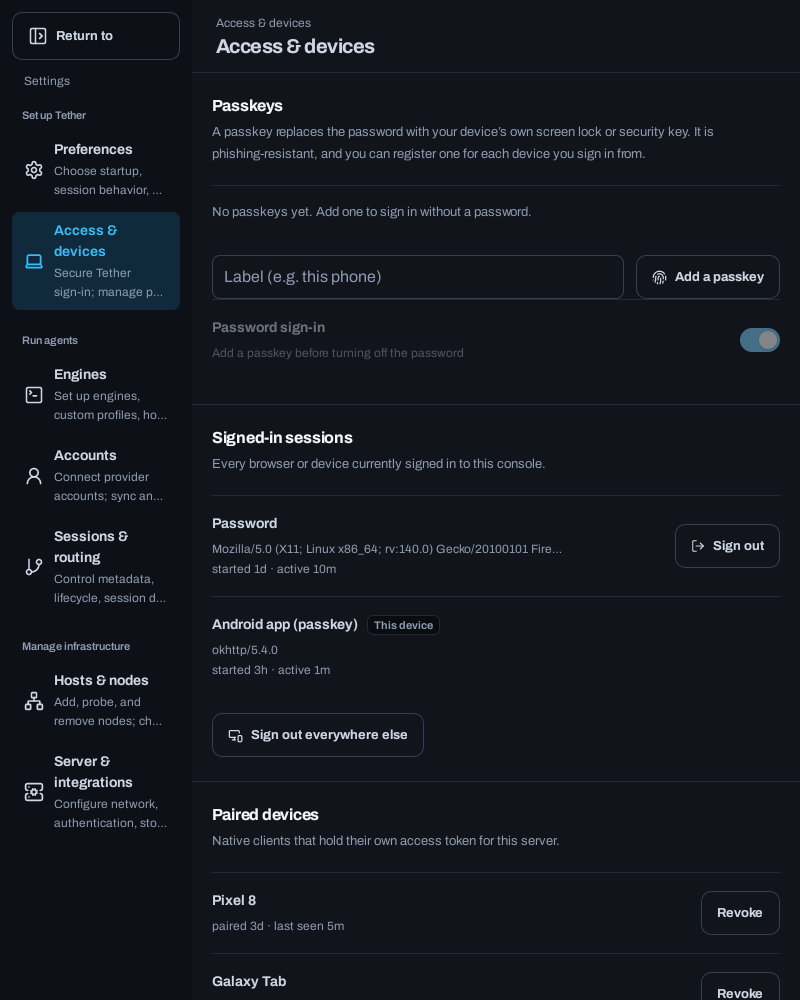 Return to
Settings
Set up Tether
Preferences
Choose startup,
session behavior, ...
Access &
devices
Secure Tether
sign-in; manage p...
Run agents
Engines
Set up engines,
custom profiles, ho...
Accounts
Connect provider
accounts; sync an...
Sessions &
routing
Control metadata,
lifecycle, session d...
Manage infrastructure
Hosts & nodes
Add, probe, and
remove nodes; ch...
Server &
integrations
Configure network,
authentication, sto...
Access & devices
Access & devices
Passkeys
A passkey replaces the password with your device's own screen lock or security key. It is
phishing-resistant, and you can register one for each device you sign in from.
No passkeys yet. Add one to sign in without a password.
Label (e.g. this phone)
Add a passkey
Password sign-in
Add a passkey before turning off the password
Signed-in sessions
Every browser or device currently signed in to this console.
Password
Mozilla/5.0 (X11; Linux x86_64; rv:140.0) Gecko/20100101 Fire...
started 1d · active 10m
Sign out
Android app (passkey) This device
okhttp/5.4.0
started 3h · active 1m
Sign out everywhere else
Paired devices
Native clients that hold their own access token for this server.
Pixel 8
paired 3d · last seen 5m
Revoke
Galaxy Tab
Revoke